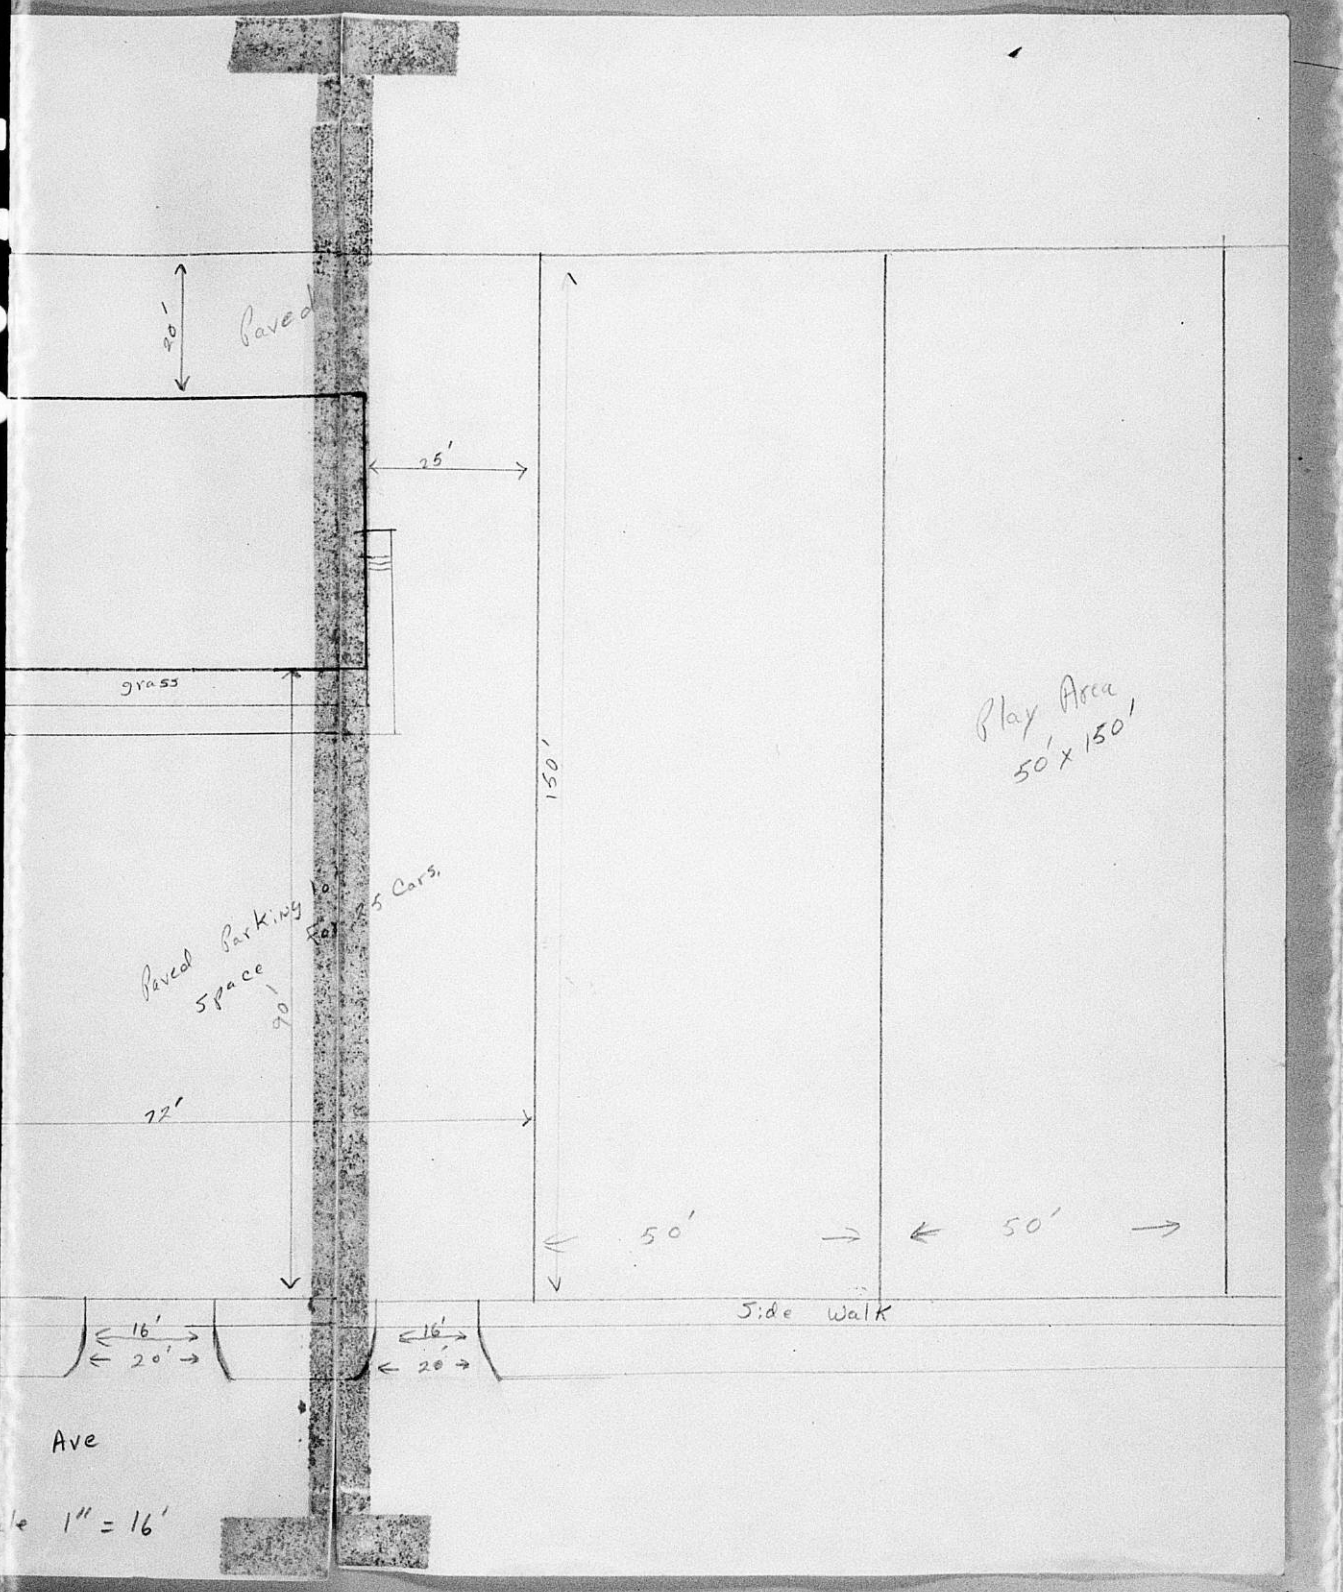 20'
Paved
25'
grass
150'
Play Area
50' x 150'
Paved Parking lot
Space For 25 Cars.
90'
50'
50'
Side Walk
16'
20'
16'
20'
Ave
1" = 16'